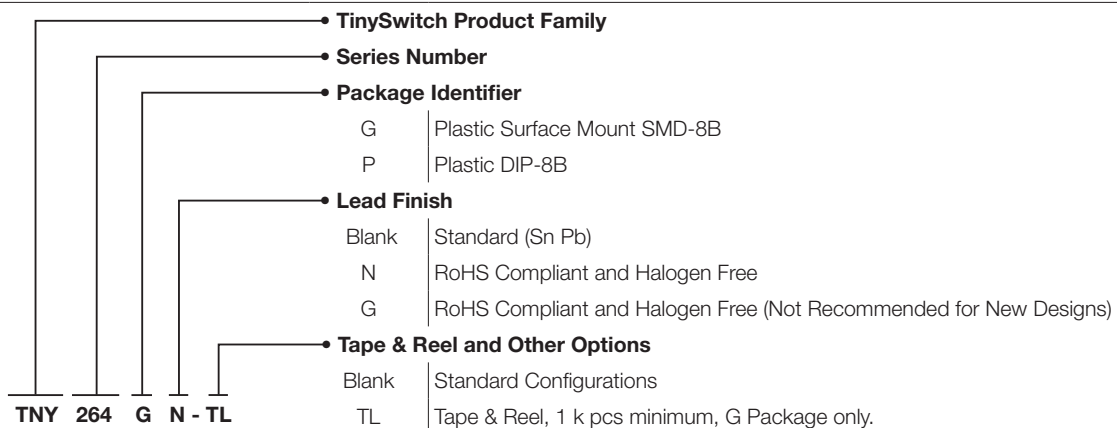 TinySwitch Product Family
Series Number
Package Identifier
G Plastic Surface Mount SMD-8B
P Plastic DIP-8B
Lead Finish
Blank Standard (Sn Pb)
N RoHS Compliant and Halogen Free
G RoHS Compliant and Halogen Free (Not Recommended for New Designs)
Tape & Reel and Other Options
Blank Standard Configurations
TNY 264 G N - TL TL Tape & Reel, 1 k pcs minimum, G Package only.